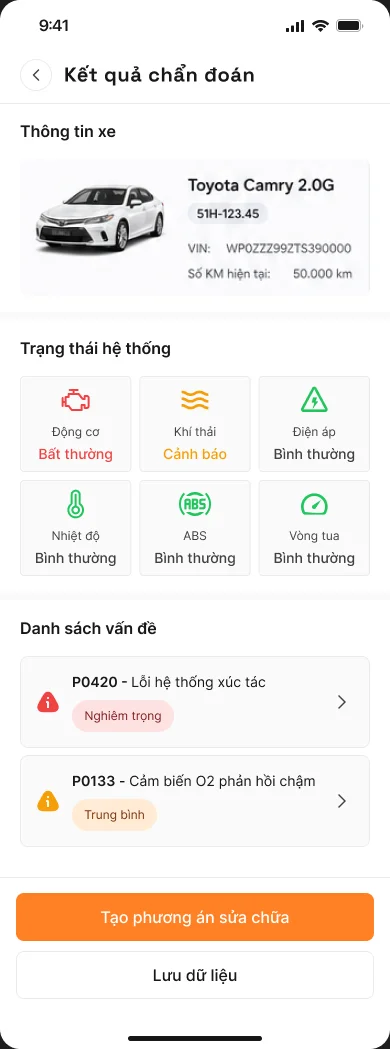 9:41
Kết quả chẩn đoán
Thông tin xe
Toyota Camry 2.0G
51H-123.45
VIN: WP0ZZZ99ZTS390000
Số KM hiện tại: 50.000 km
Trạng thái hệ thống
Động cơ
Bất thường
Khí thải
Cảnh báo
Điện áp
Bình thường
Nhiệt độ
Bình thường
ABS
ABS
Bình thường
Vòng tua
Bình thường
Danh sách vấn đề
P0420 - Lỗi hệ thống xúc tác
Nghiêm trọng
P0133 - Cảm biến O2 phản hồi chậm
Trung bình
Tạo phương án sửa chữa
Lưu dữ liệu